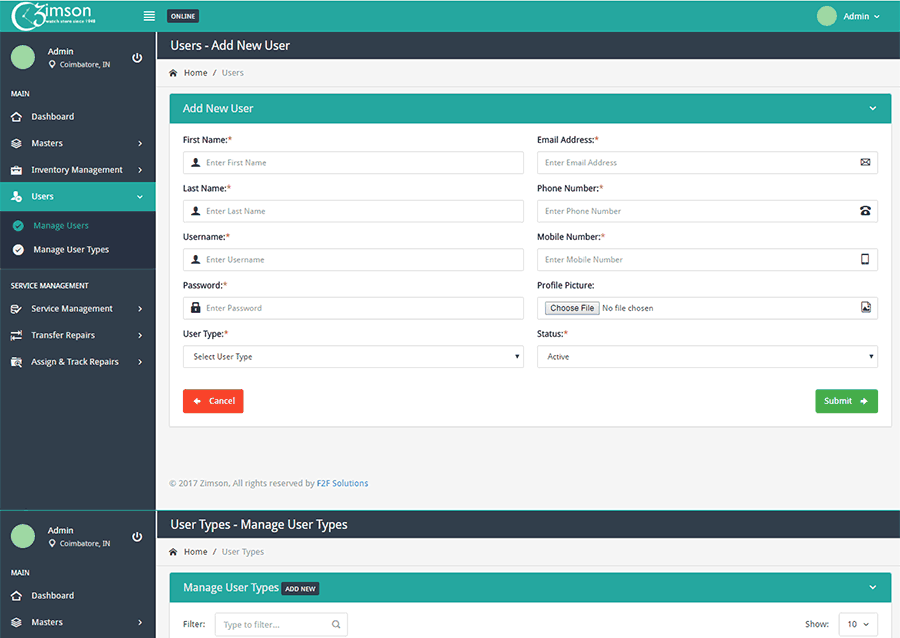 Zimson
watch store since 1948
ONLINE
Admin
Admin
Coimbatore, IN
MAIN
Dashboard
Masters
Inventory Management
Users
Manage Users
Manage User Types
SERVICE MANAGEMENT
Service Management
Transfer Repairs
Assign & Track Repairs
Users - Add New User
Home / Users
Add New User
First Name:*
Enter First Name
Email Address:*
Enter Email Address
Last Name:*
Enter Last Name
Phone Number:*
Enter Phone Number
Username:*
Enter Username
Mobile Number:*
Enter Mobile Number
Password:*
Enter Password
Profile Picture:
Choose File No file chosen
User Type:*
Select User Type
Status:*
Active
Cancel
Submit
© 2017 Zimson. All rights reserved by F2F Solutions
Admin
Coimbatore, IN
MAIN
Dashboard
Masters
User Types - Manage User Types
Home / User Types
Manage User Types ADD NEW
Filter: Type to filter...
Show: 10